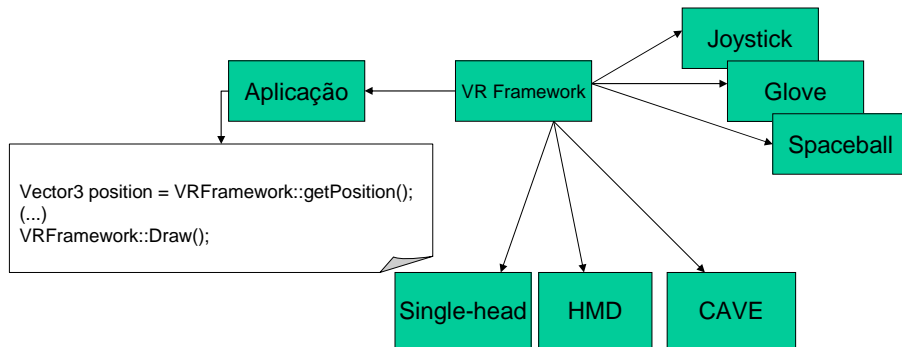 Joystick
Aplicação
VR Framework
Glove
Spaceball
Vector3 position = VRFramework::getPosition();
(...)
VRFramework::Draw();
Single-head
HMD
CAVE